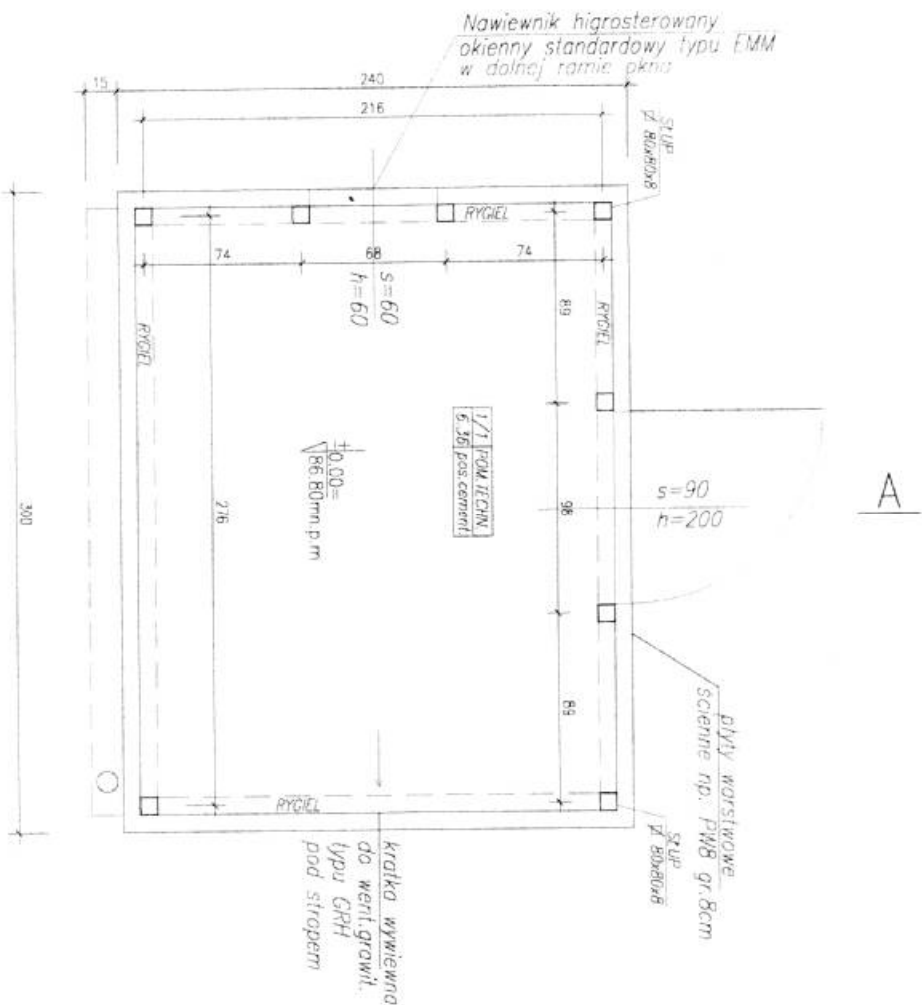 Nawiewnik higrosterowany
okienny standardowy typu EMM
w dolnej ramie okna
15
240
216
SŁUP
80x80x8
RYGIEL
74
68
74
s=60
h=60
89
RYGIEL
RYGIEL
1/1 POM.TECHN.
6.36 pos.cement.
±0.00=
86.80mn.p.m
276
300
98
s=90
h=200
A
89
płyty warstwowe
ścienne np. PW8 gr.8cm
SŁUP
80x80x8
RYGIEL
kratka wywiewna
do went.grawit.
typu GRH
pod stropem